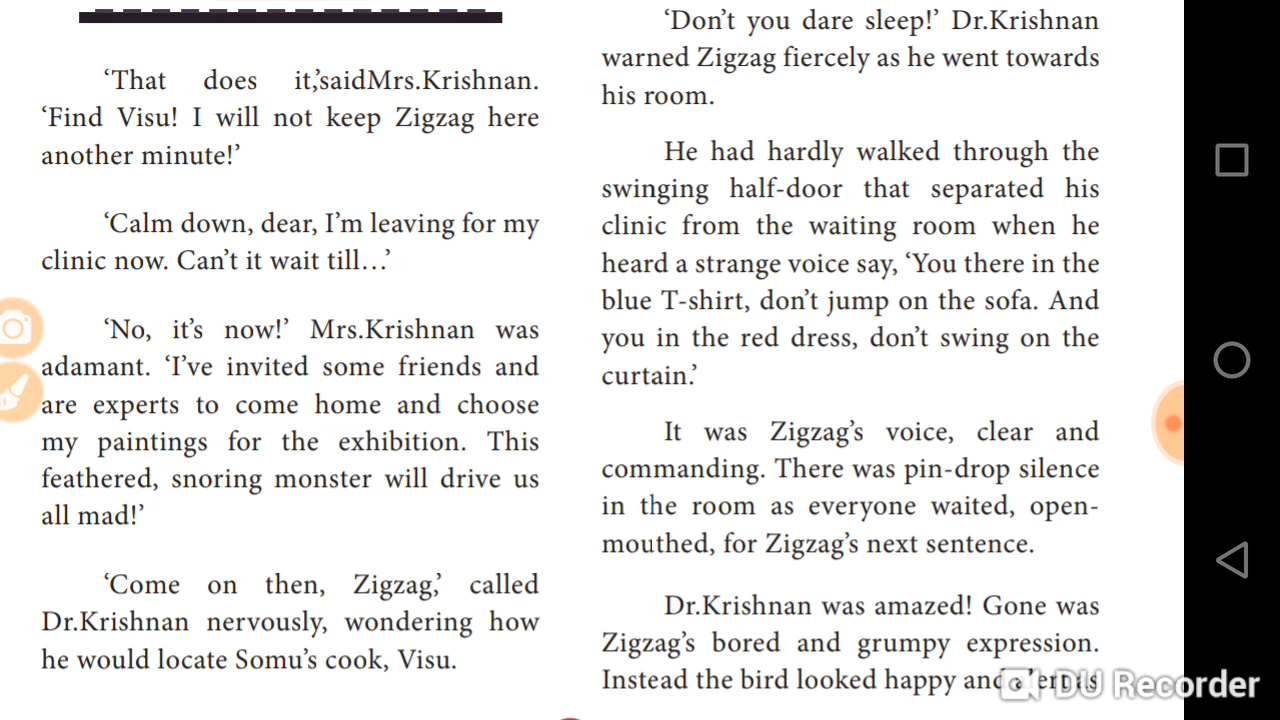 ‘That does it,’saidMrs.Krishnan.
‘Find Visu! I will not keep Zigzag here
another minute!’
‘Calm down, dear, I’m leaving for my
clinic now. Can’t it wait till…’
‘No, it’s now!’ Mrs.Krishnan was
adamant. ‘I’ve invited some friends and
are experts to come home and choose
my paintings for the exhibition. This
feathered, snoring monster will drive us
all mad!’
‘Come on then, Zigzag,’ called
Dr.Krishnan nervously, wondering how
he would locate Somu’s cook, Visu.
‘Don’t you dare sleep!’ Dr.Krishnan
warned Zigzag fiercely as he went towards
his room.
He had hardly walked through the
swinging half-door that separated his
clinic from the waiting room when he
heard a strange voice say, ‘You there in the
blue T-shirt, don’t jump on the sofa. And
you in the red dress, don’t swing on the
curtain.’
It was Zigzag’s voice, clear and
commanding. There was pin-drop silence
in the room as everyone waited, open-
mouthed, for Zigzag’s next sentence.
Dr.Krishnan was amazed! Gone was
Zigzag’s bored and grumpy expression.
Instead the bird looked happy and alert as
DU Recorder